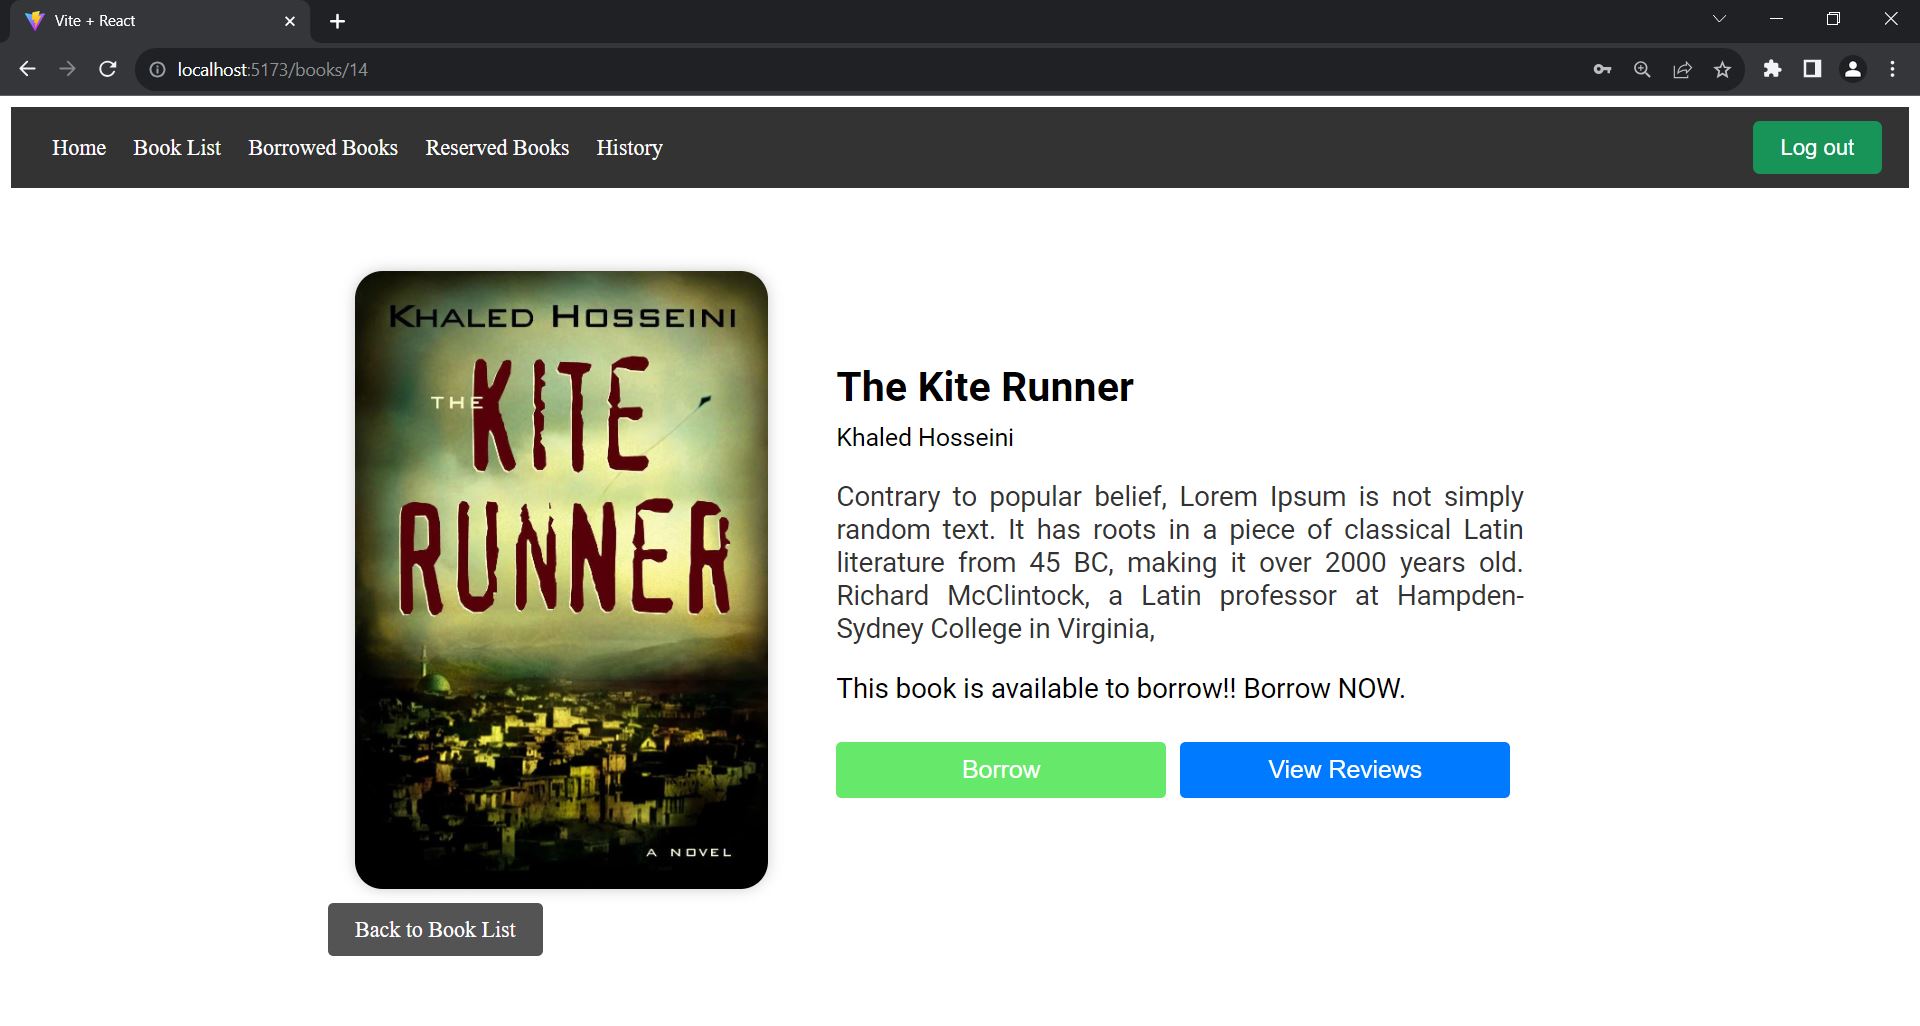 Vite + React
localhost:5173/books/14
Home Book List Borrowed Books Reserved Books History Log out
KHALED HOSSEINI
THE KITE
RUNNER
A NOVEL
The Kite Runner
Khaled Hosseini
Contrary to popular belief, Lorem Ipsum is not simply
random text. It has roots in a piece of classical Latin
literature from 45 BC, making it over 2000 years old.
Richard McClintock, a Latin professor at Hampden-
Sydney College in Virginia,
This book is available to borrow!! Borrow NOW.
Borrow View Reviews
Back to Book List